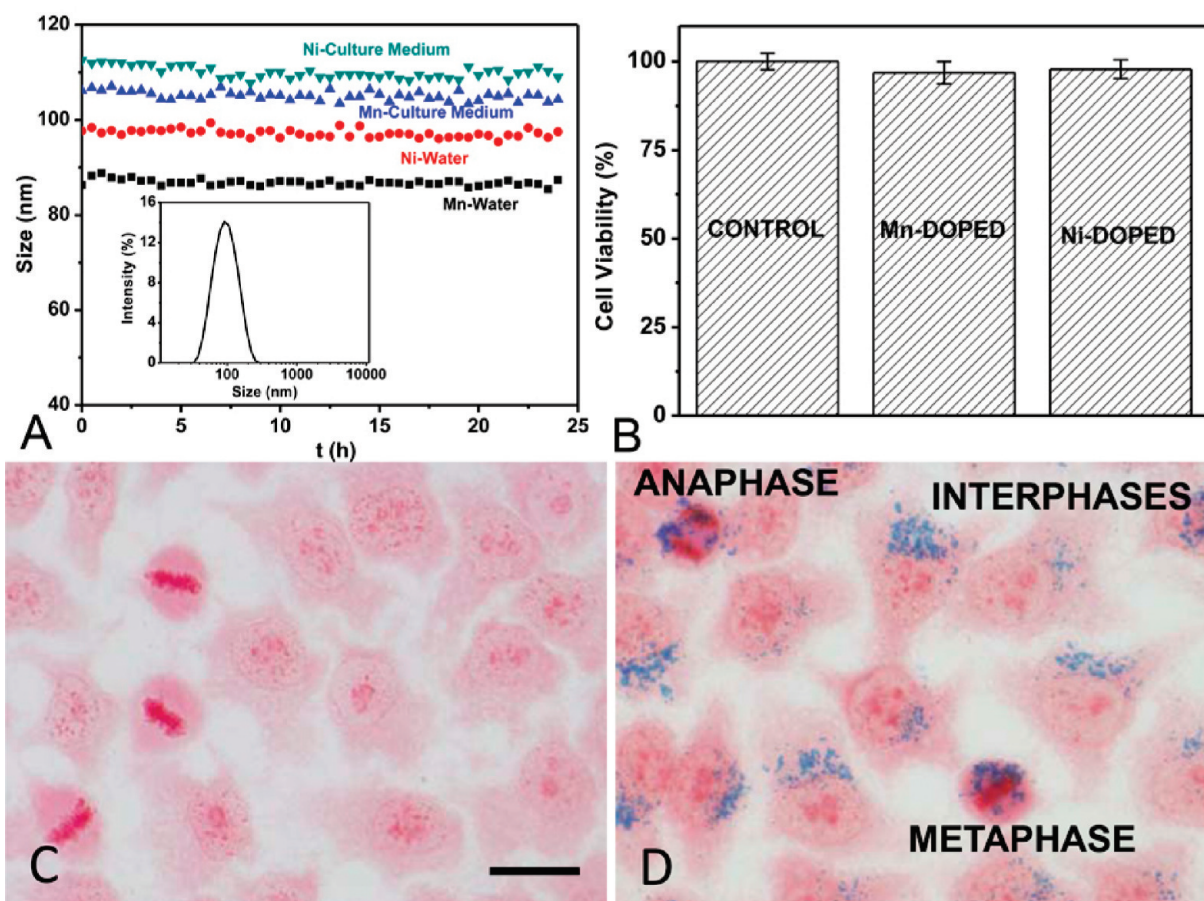 120
100
80
60
40
Size (nm)
Ni-Culture Medium
Mn-Culture Medium
Ni-Water
Mn-Water
16
12
8
4
0
Intensity (%)
100
1000
10000
Size (nm)
0
5
10
15
20
25
t (h)
A
100
75
50
25
0
Cell Viability (%)
CONTROL
Mn-DOPED
Ni-DOPED
B
C
ANAPHASE
INTERPHASES
METAPHASE
D